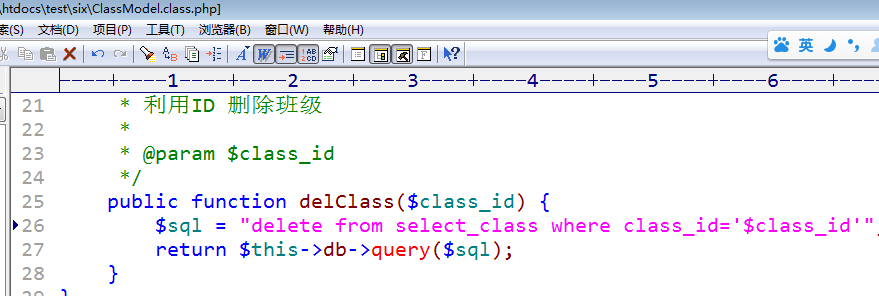 \htdocs\test\six\ClassModel.class.php]
索(S) 文档(D) 项目(P) 工具(T) 浏览器(B) 窗口(W) 帮助(H)
英
1 2 3 4 5 6
21 * 利用ID 删除班级
22 *
23 * @param $class_id
24 */
25 public function delClass($class_id) {
26 $sql = "delete from select_class where class_id='$class_id'"
27 return $this->db->query($sql);
28 }
29 }